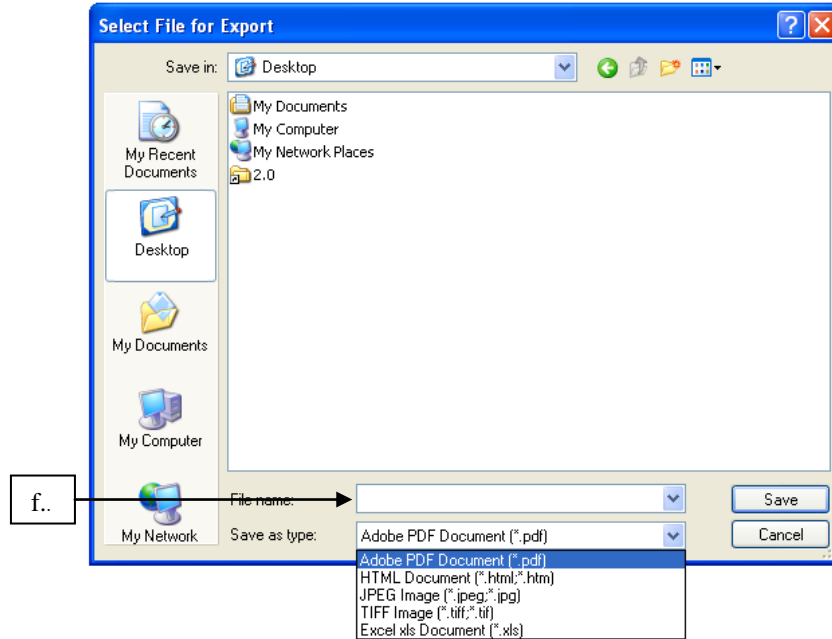 Select File for Export
Save in: Desktop
My Documents
My Computer
My Network Places
2.0
My Recent
Documents
Desktop
My Documents
My Computer
My Network
f..
File name:
Save
Save as type: Adobe PDF Document (*.pdf)
Cancel
Adobe PDF Document (*.pdf)
HTML Document (*.html;*.htm)
JPEG Image (*.jpeg;*.jpg)
TIFF Image (*.tiff;*.tif)
Excel xls Document (*.xls)